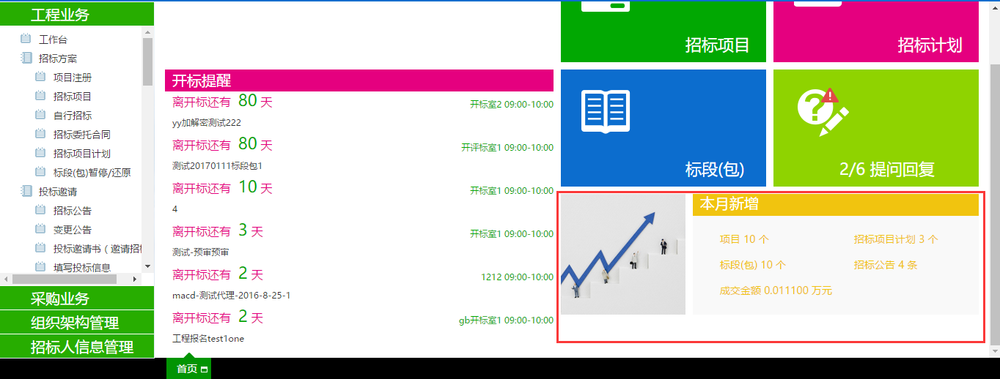 工程业务
工作台
招标方案
项目注册
招标项目
自行招标
招标委托合同
招标项目计划
标段(包)暂停/还原
投标邀请
招标公告
变更公告
投标邀请书（邀请招标
填写投标信息
采购业务
组织架构管理
招标人信息管理
开标提醒
离开标还有 80 天
开标室2 09:00-10:00
yy加解密测试222
离开标还有 80 天
开评标室1 09:00-10:00
测试20170111标段包1
离开标还有 10 天
开标室1 09:00-10:00
4
离开标还有 3 天
开标室1 09:00-10:00
测试-预审预审
离开标还有 2 天
1212 09:00-10:00
macd-测试代理-2016-8-25-1
离开标还有 2 天
gb开标室1 09:00-10:00
工程报名test1one
招标项目
招标计划
标段(包)
2/6 提问回复
本月新增
项目 10 个
招标项目计划 3 个
标段(包) 10 个
招标公告 4 条
成交金额 0.011100 万元
首页